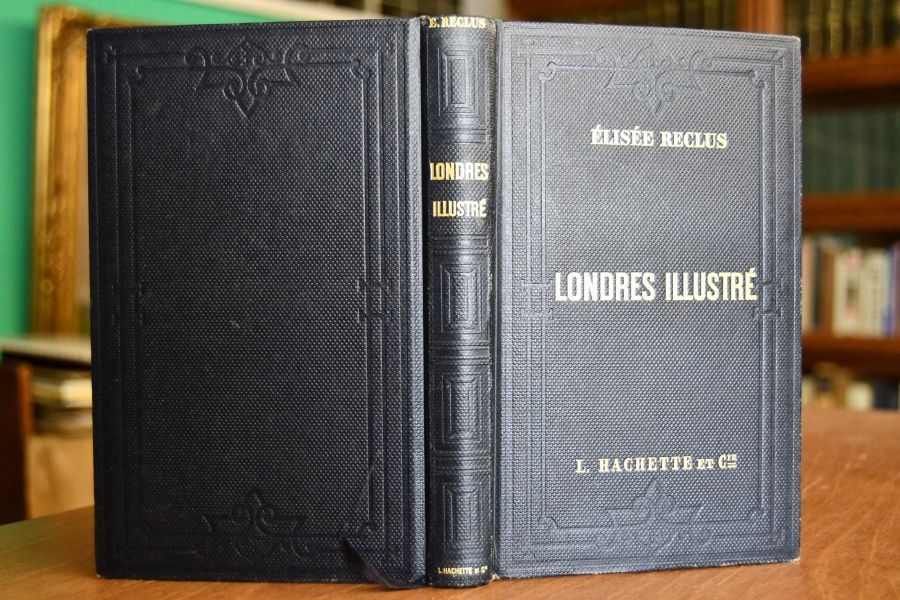 E. RECLUS
LONDRES
ILLUSTRÉ
L. HACHETTE ET Cie
ÉLISÉE RECLUS
LONDRES ILLUSTRÉ
L. HACHETTE ET CIE